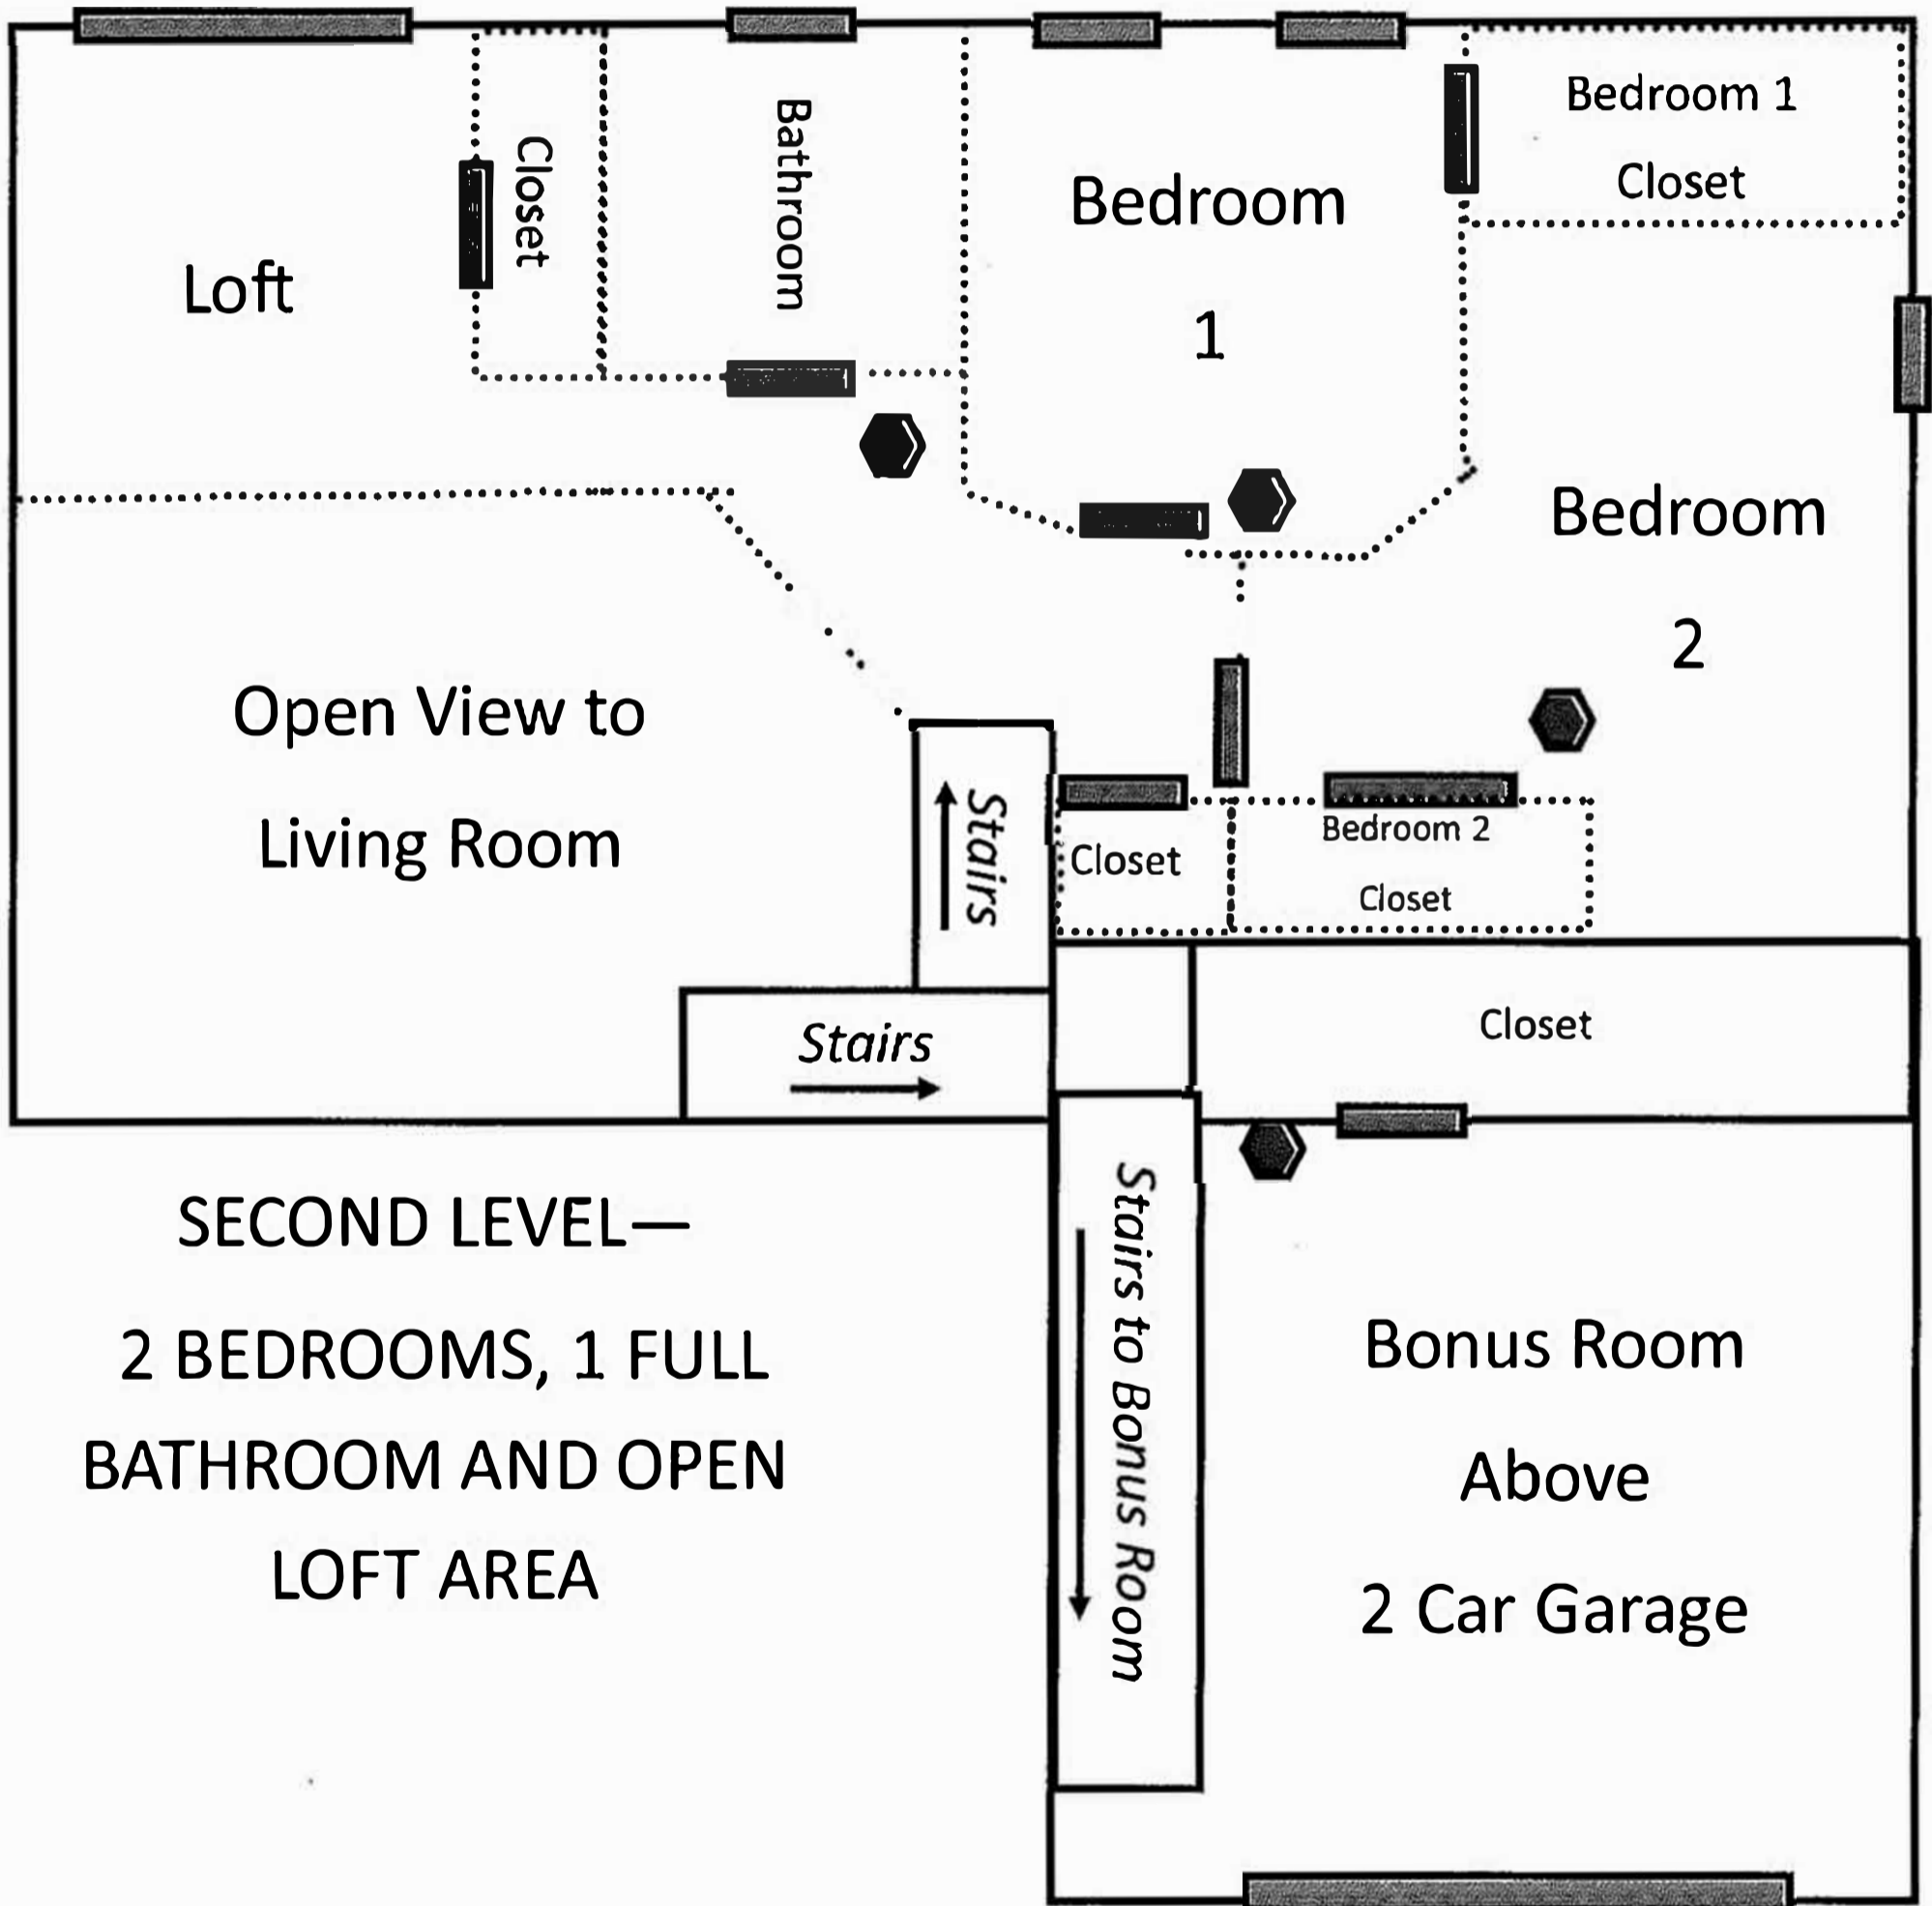 Loft
Closet
Bathroom
Bedroom
1
Bedroom 1
Closet
Bedroom
2
Open View to
Living Room
Stairs
Closet
Bedroom 2
Closet
Stairs
Closet
SECOND LEVEL—
2 BEDROOMS, 1 FULL
BATHROOM AND OPEN
LOFT AREA
Stairs to Bonus Room
Bonus Room
Above
2 Car Garage